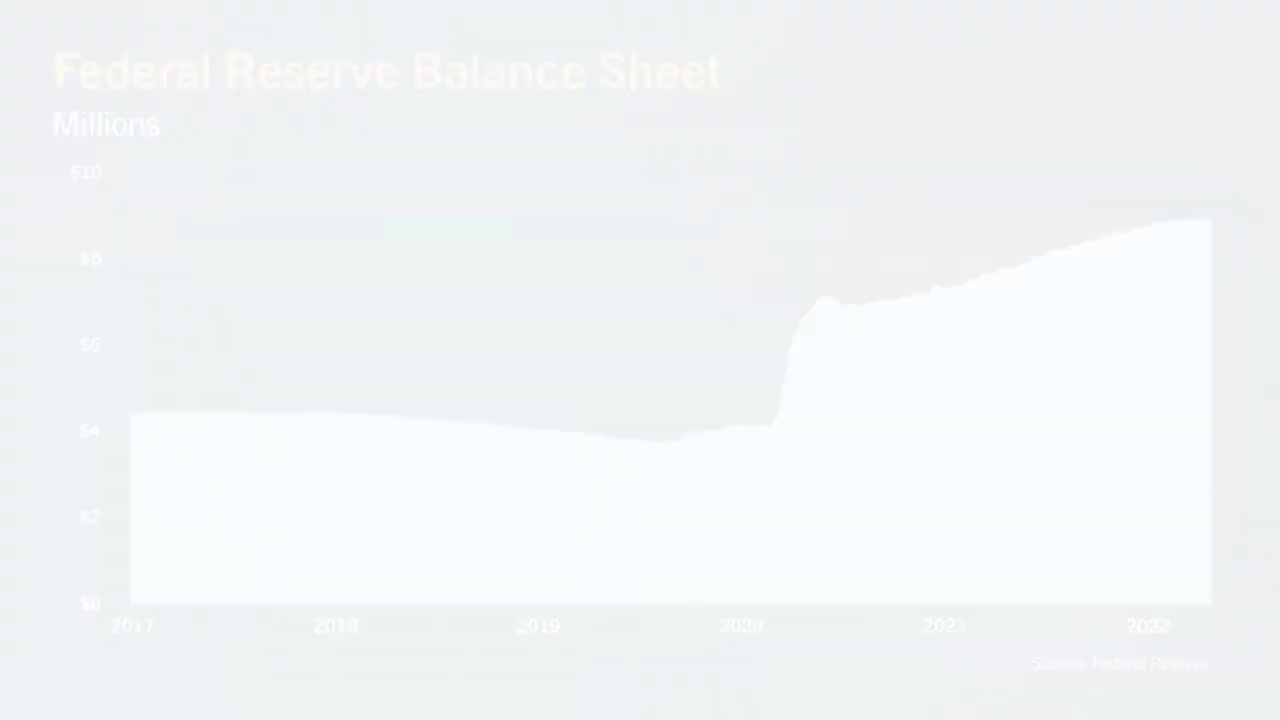 Federal Reserve Balance Sheet
Millions
$10
$8
$6
$4
$2
$0
2017 2018 2019 2020 2021 2022
Source: Federal Reserve